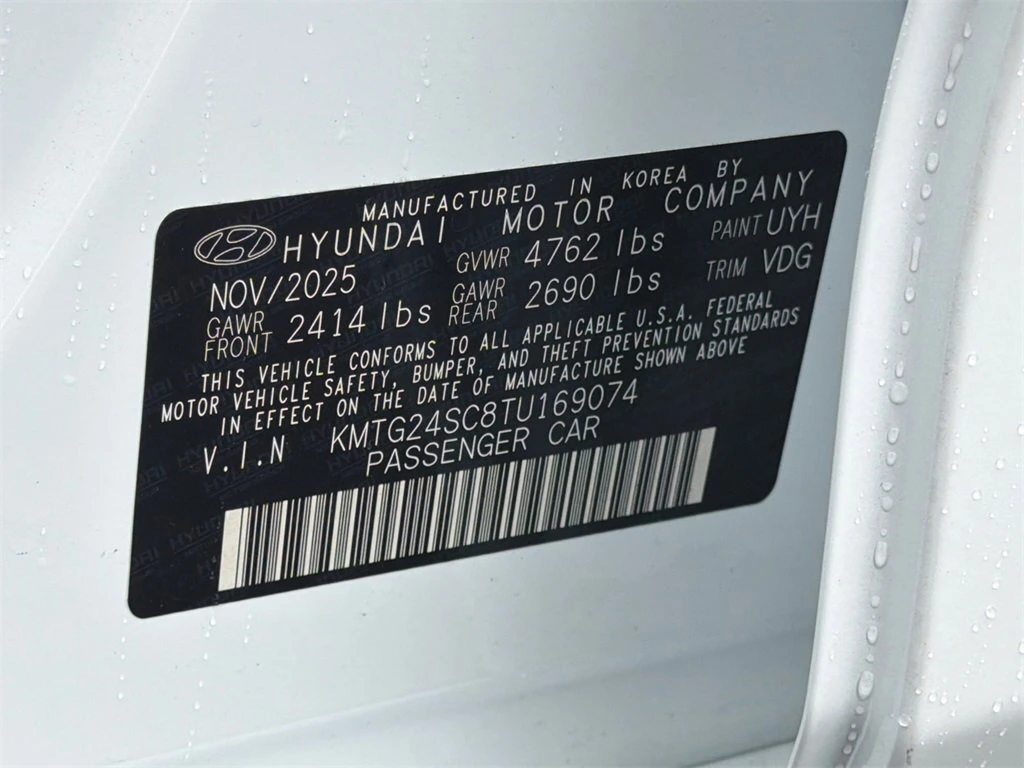 MANUFACTURED IN KOREA BY
HYUNDAI MOTOR COMPANY
NOV/2025 GVWR 4762 lbs PAINT UYH
GAWR FRONT 2414 lbs GAWR REAR 2690 lbs TRIM VDG
THIS VEHICLE CONFORMS TO ALL APPLICABLE U.S.A. FEDERAL
MOTOR VEHICLE SAFETY, BUMPER, AND THEFT PREVENTION STANDARDS
IN EFFECT ON THE DATE OF MANUFACTURE SHOWN ABOVE
V.I.N KMTG24SC8TU169074
PASSENGER CAR